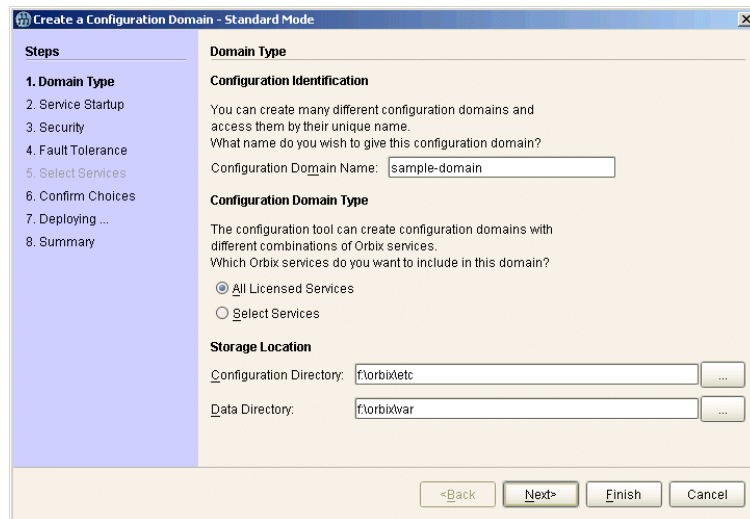 Create a Configuration Domain - Standard Mode
Steps
1. Domain Type
2. Service Startup
3. Security
4. Fault Tolerance
5. Select Services
6. Confirm Choices
7. Deploying ...
8. Summary
Domain Type
Configuration Identification
You can create many different configuration domains and
access them by their unique name.
What name do you wish to give this configuration domain?
Configuration Domain Name: sample-domain
Configuration Domain Type
The configuration tool can create configuration domains with
different combinations of Orbix services.
Which Orbix services do you want to include in this domain?
All Licensed Services
Select Services
Storage Location
Configuration Directory: f:\orbix\etc ...
Data Directory: f:\orbix\var ...
<Back Next> Finish Cancel